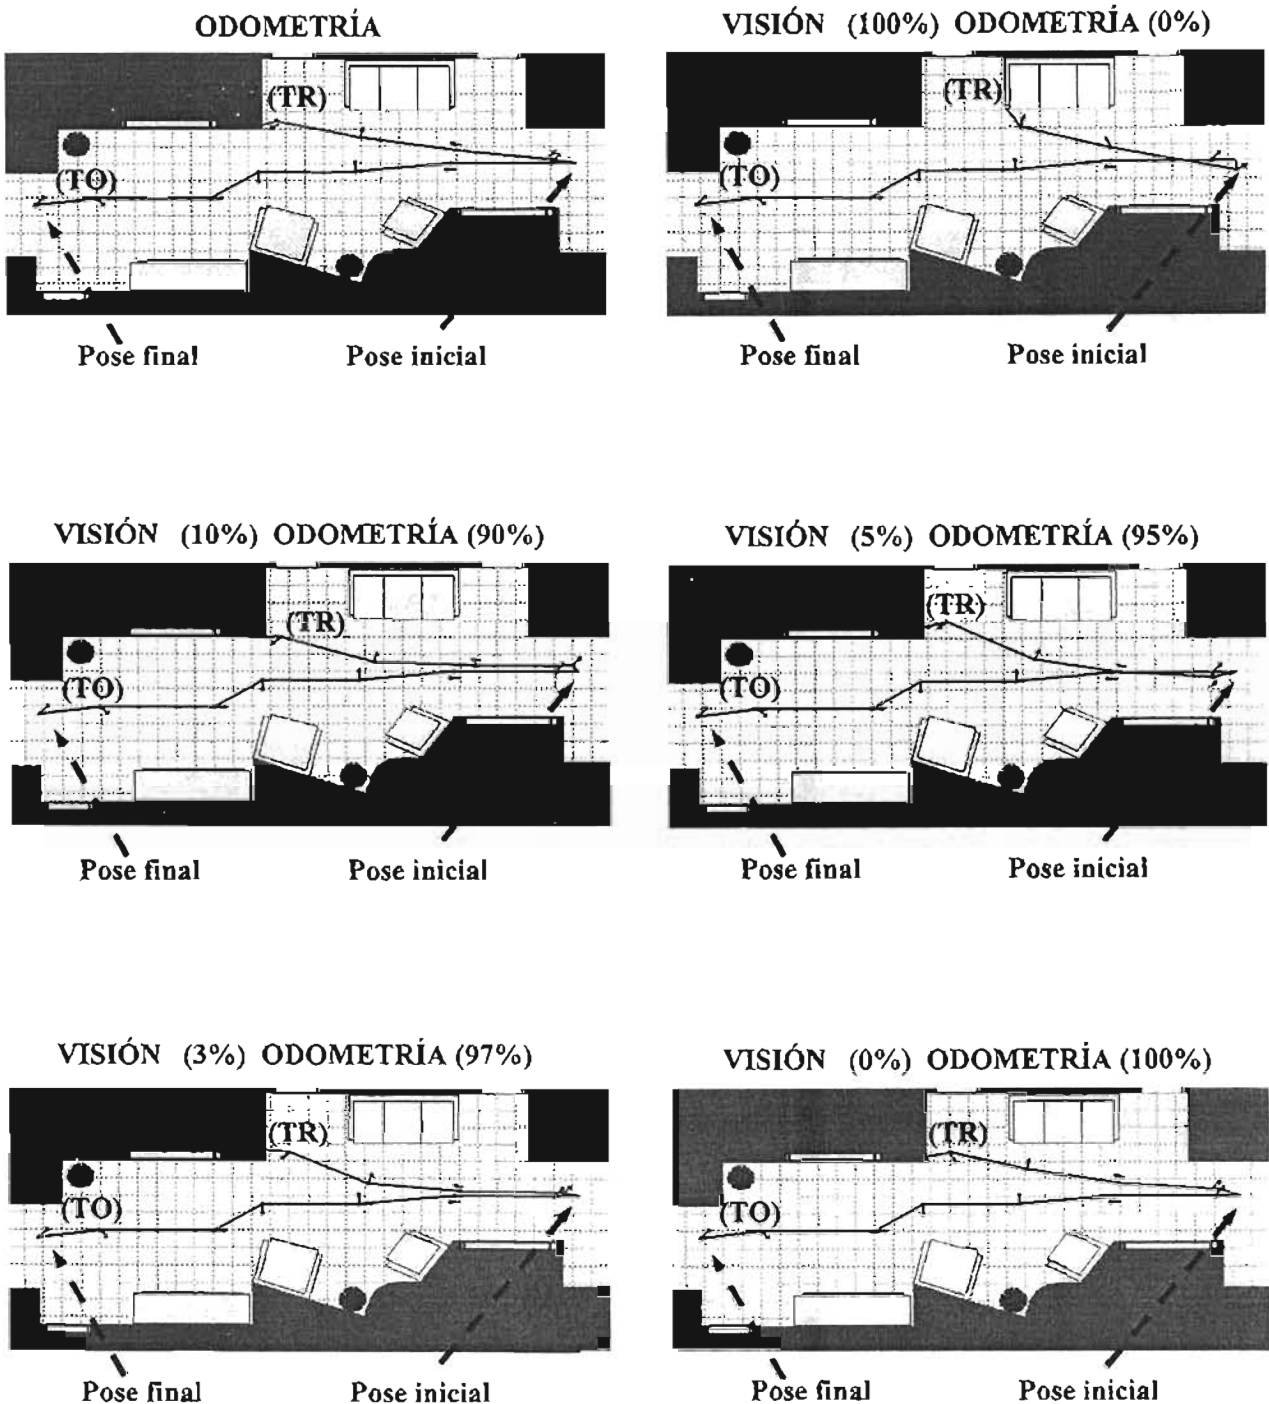 ODOMETRÍA
(TR)
(TO)
Pose final
Pose inicial
VISIÓN (100%) ODOMETRÍA (0%)
(TR)
(TO)
Pose final
Pose inicial
VISIÓN (10%) ODOMETRÍA (90%)
(TR)
(TO)
Pose final
Pose inicial
VISIÓN (5%) ODOMETRÍA (95%)
(TR)
(TO)
Pose final
Pose inicial
VISIÓN (3%) ODOMETRÍA (97%)
(TR)
(TO)
Pose final
Pose inicial
VISIÓN (0%) ODOMETRÍA (100%)
(TR)
(TO)
Pose final
Pose inicial